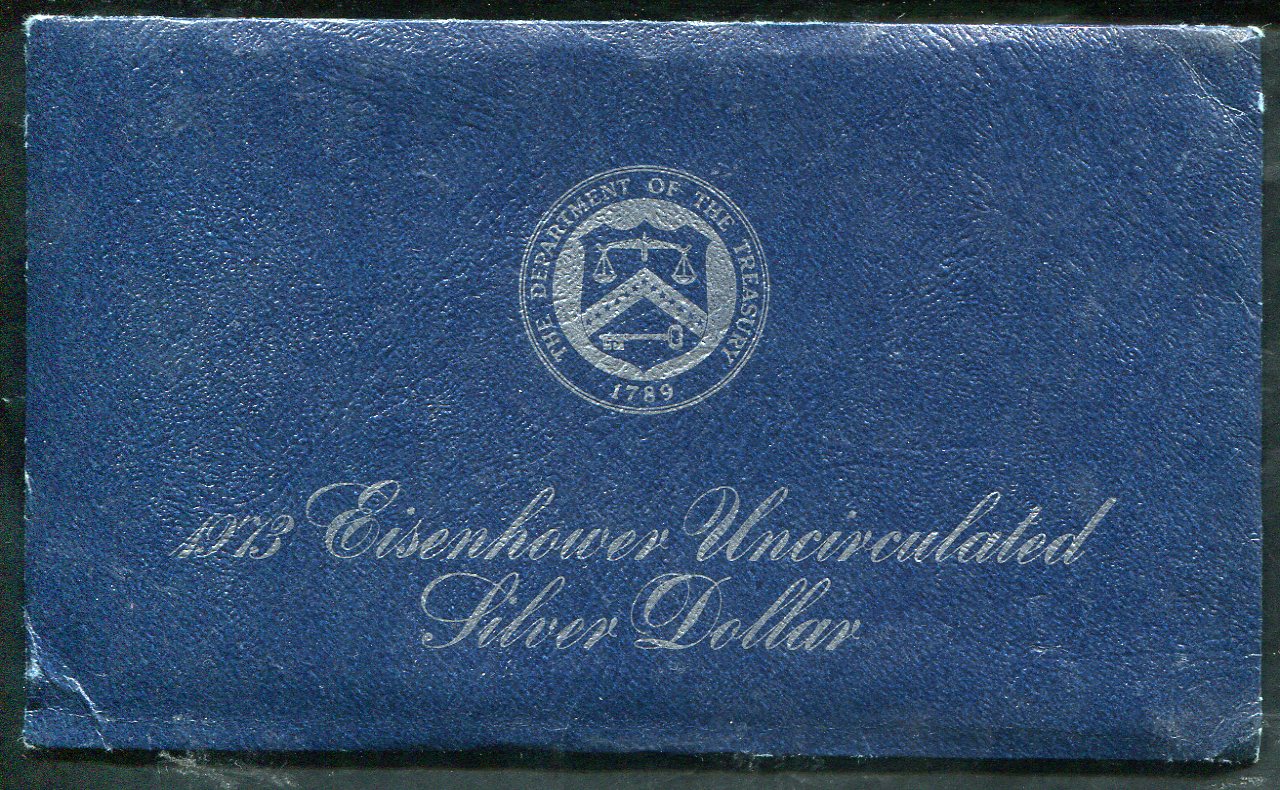 THE DEPARTMENT OF THE TREASURY
1789
1973 Eisenhower Uncirculated
Silver Dollar